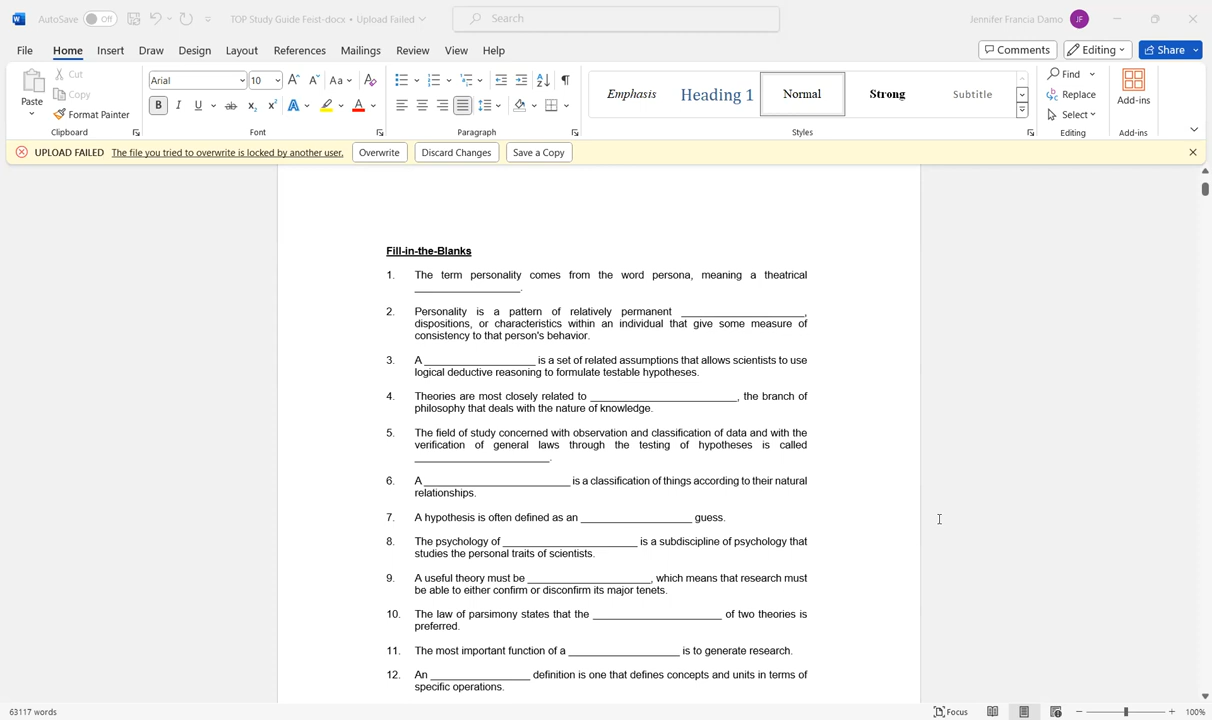 AutoSave Off TOP Study Guide Feist-docx • Upload Failed Search Jennifer Francia Damo JF
File Home Insert Draw Design Layout References Mailings Review View Help Comments Editing Share
Paste Cut Copy Format Painter Arial 10 Aa Emphasis Heading 1 Normal Strong Subtitle Find Replace Select Add-ins
Clipboard Font Paragraph Styles Editing Add-ins
UPLOAD FAILED The file you tried to overwrite is locked by another user. Overwrite Discard Changes Save a Copy
Fill-in-the-Blanks
1. The term personality comes from the word persona, meaning a theatrical
____________________.
2. Personality is a pattern of relatively permanent ____________________,
dispositions, or characteristics within an individual that give some measure of
consistency to that person's behavior.
3. A ____________________ is a set of related assumptions that allows scientists to use
logical deductive reasoning to formulate testable hypotheses.
4. Theories are most closely related to ____________________, the branch of
philosophy that deals with the nature of knowledge.
5. The field of study concerned with observation and classification of data and with the
verification of general laws through the testing of hypotheses is called
____________________.
6. A ____________________ is a classification of things according to their natural
relationships.
7. A hypothesis is often defined as an ____________________ guess.
8. The psychology of ____________________ is a subdiscipline of psychology that
studies the personal traits of scientists.
9. A useful theory must be ____________________, which means that research must
be able to either confirm or disconfirm its major tenets.
10. The law of parsimony states that the ____________________ of two theories is
preferred.
11. The most important function of a ____________________ is to generate research.
12. An ____________________ definition is one that defines concepts and units in terms of
specific operations.
63117 words Focus 100%